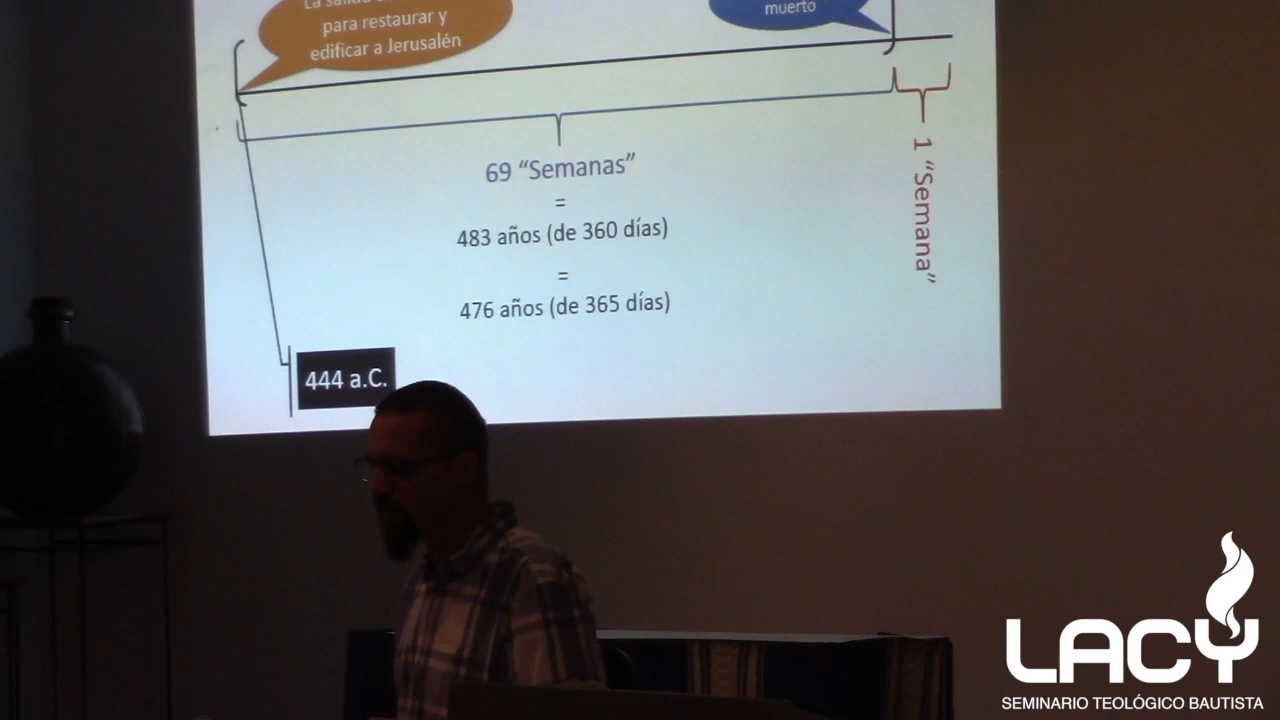 La salida
para restaurar y
edificar a Jerusalén
muerto
69 “Semanas”
=
483 años (de 360 días)
=
476 años (de 365 días)
1 “Semana”
444 a.C.
LACY
SEMINARIO TEOLÓGICO BAUTISTA